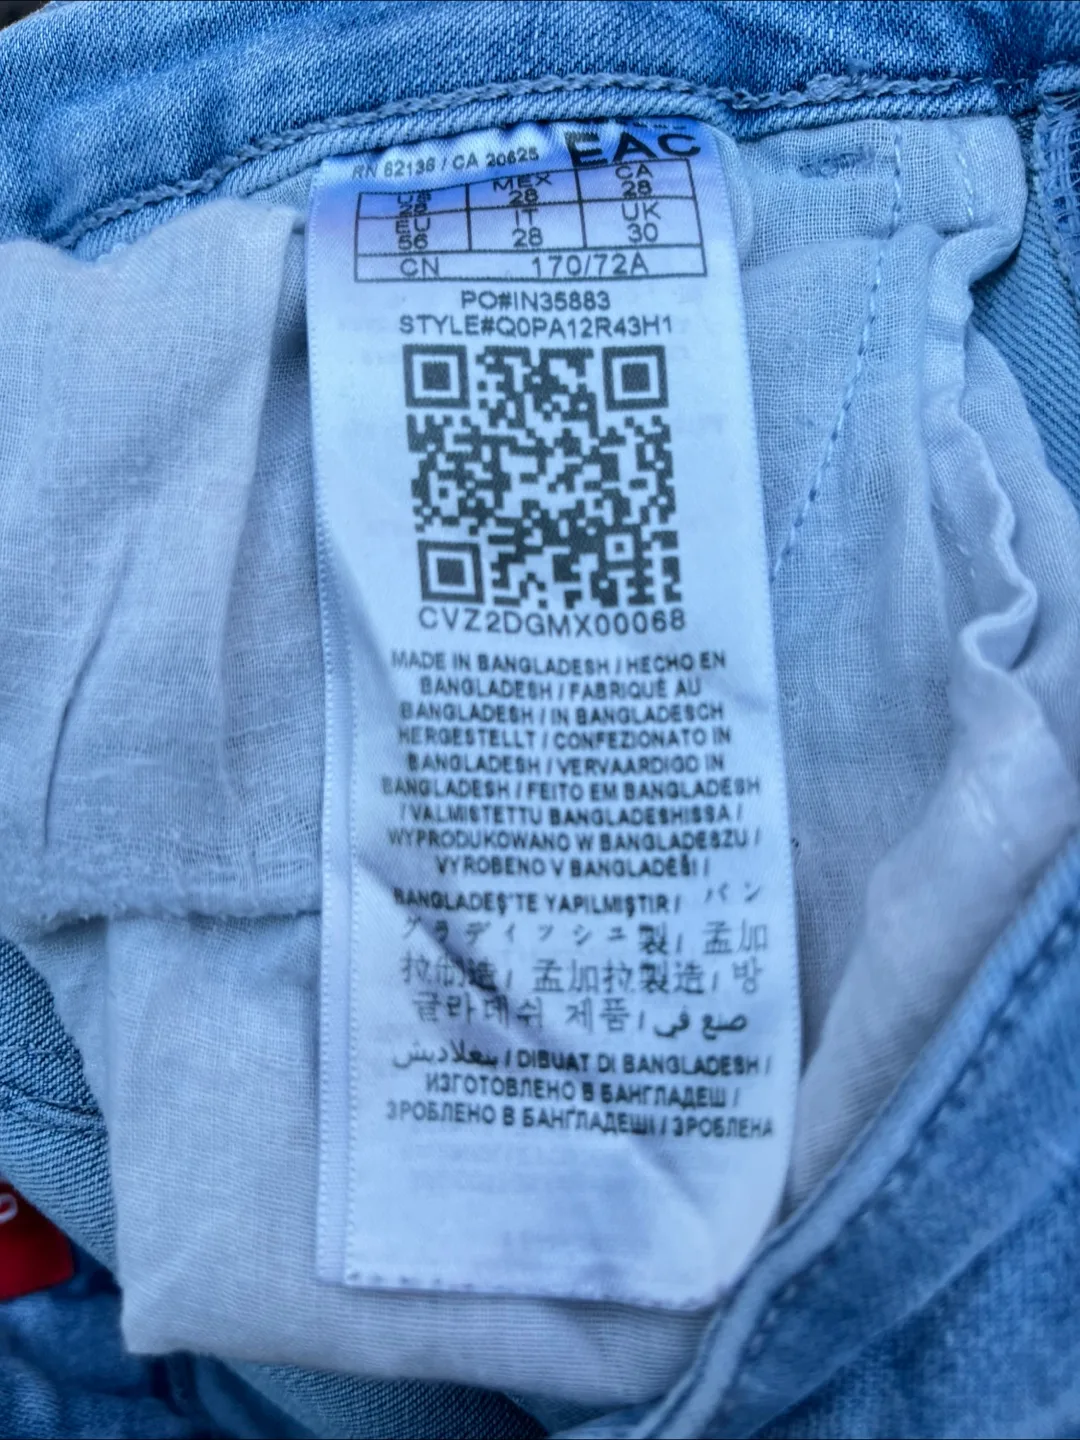 RN 62136 / CA 20625 EAC
US MEX CA
28 28
EU IT UK
56 28 30
CN 170/72A
PO#IN35883
STYLE#Q0PA12R43H1
CVZ2DGMX00068
MADE IN BANGLADESH / HECHO EN
BANGLADESH / FABRIQUÉ AU
BANGLADESH / IN BANGLADESCH
HERGESTELLT / CONFEZIONATO IN
BANGLADESH / VERVAARDIGD IN
BANGLADESH / FEITO EM BANGLADESH
/ VALMISTETTU BANGLADESHISSA /
WYPRODUKOWANO W BANGLADESZU /
VYROBENO V BANGLADÉŠI /
BANGLADEŞ'TE YAPILMIŞTIR / バン
グラディッシュ製 / 孟加
拉制造 / 孟加拉製造 / 방
글라데쉬 제품 / صنع في
بنغلاديش / DIBUAT DI BANGLADESH /
ИЗГОТОВЛЕНО В БАНГЛАДЕШ /
ЗРОБЛЕНО В БАНҐЛАДЕШІ / ЗРОБЛЕНА